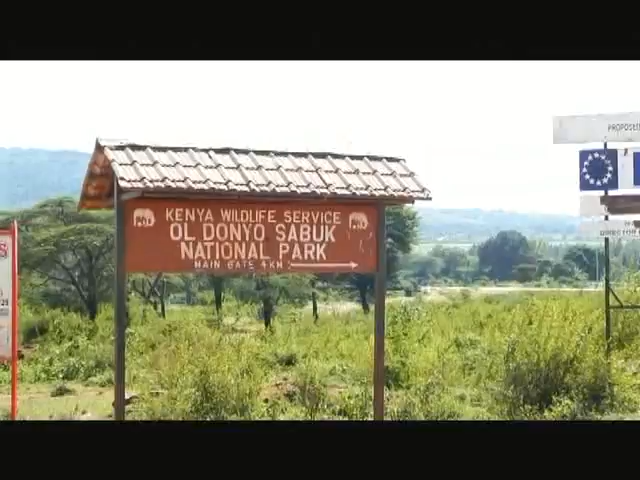 KENYA WILDLIFE SERVICE
OL DONYO SABUK
NATIONAL PARK
MAIN GATE 4KM